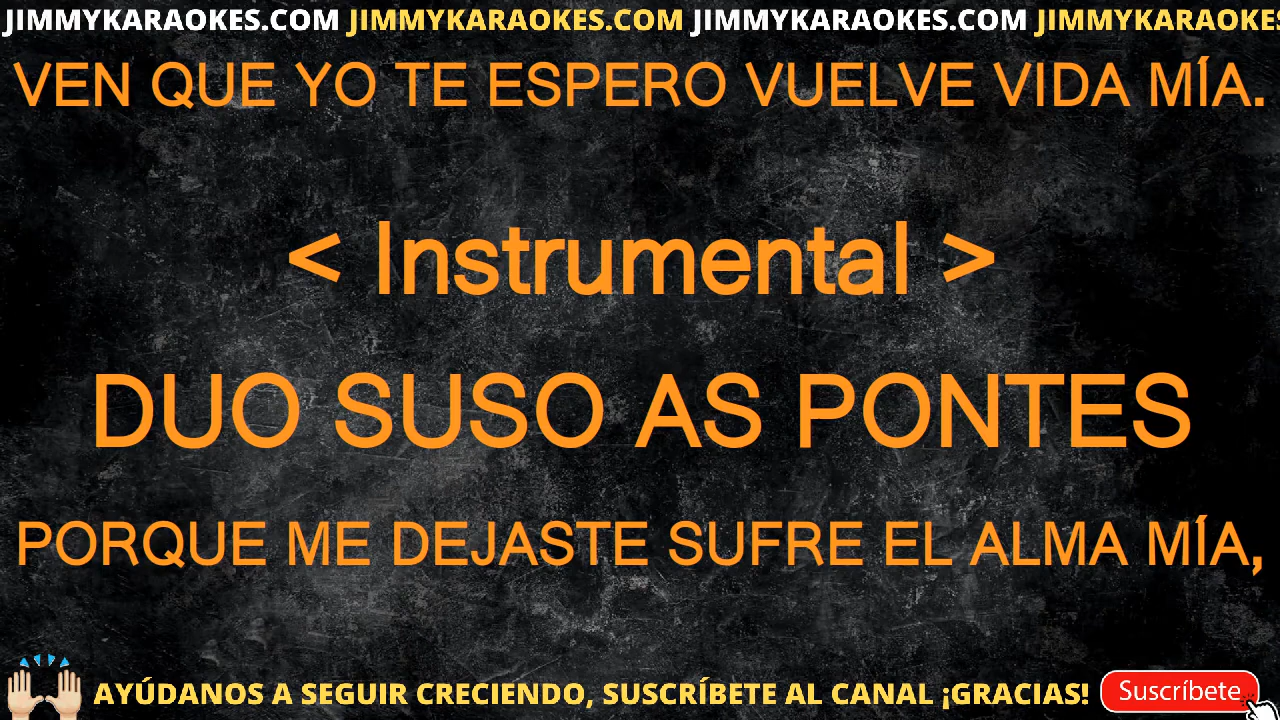 JIMMYKARAOKES.COM JIMMYKARAOKES.COM JIMMYKARAOKES.COM JIMMYKARAOKES
VEN QUE YO TE ESPERO VUELVE VIDA MÍA.
< Instrumental >
DUO SUSO AS PONTES
PORQUE ME DEJASTE SUFRE EL ALMA MÍA,
AYÚDANOS A SEGUIR CRECIENDO, SUSCRÍBETE AL CANAL ¡GRACIAS! Suscríbete